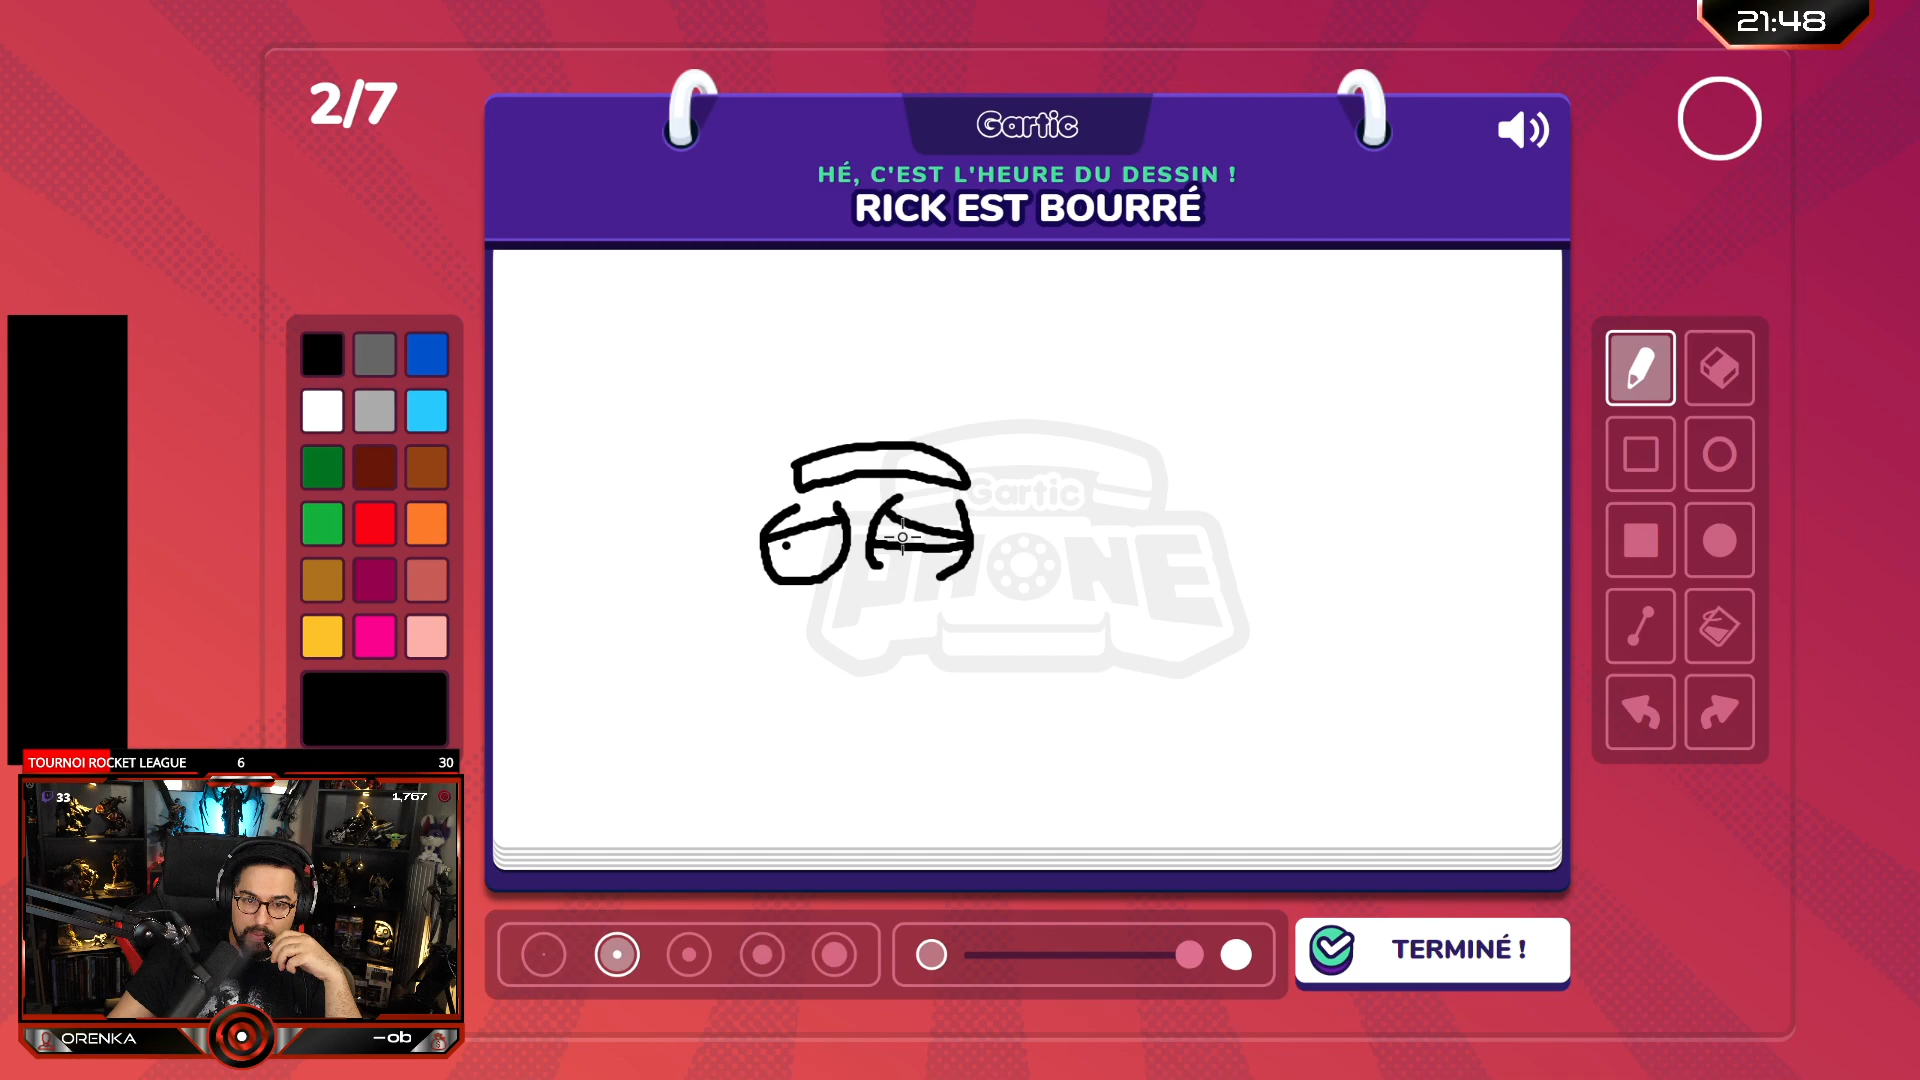 21:48
2/7
Gartic
HÉ, C'EST L'HEURE DU DESSIN !
RICK EST BOURRÉ
Gartic
PHONE
TOURNOI ROCKET LEAGUE 6 30
33 1,767
TERMINÉ !
ORENKA